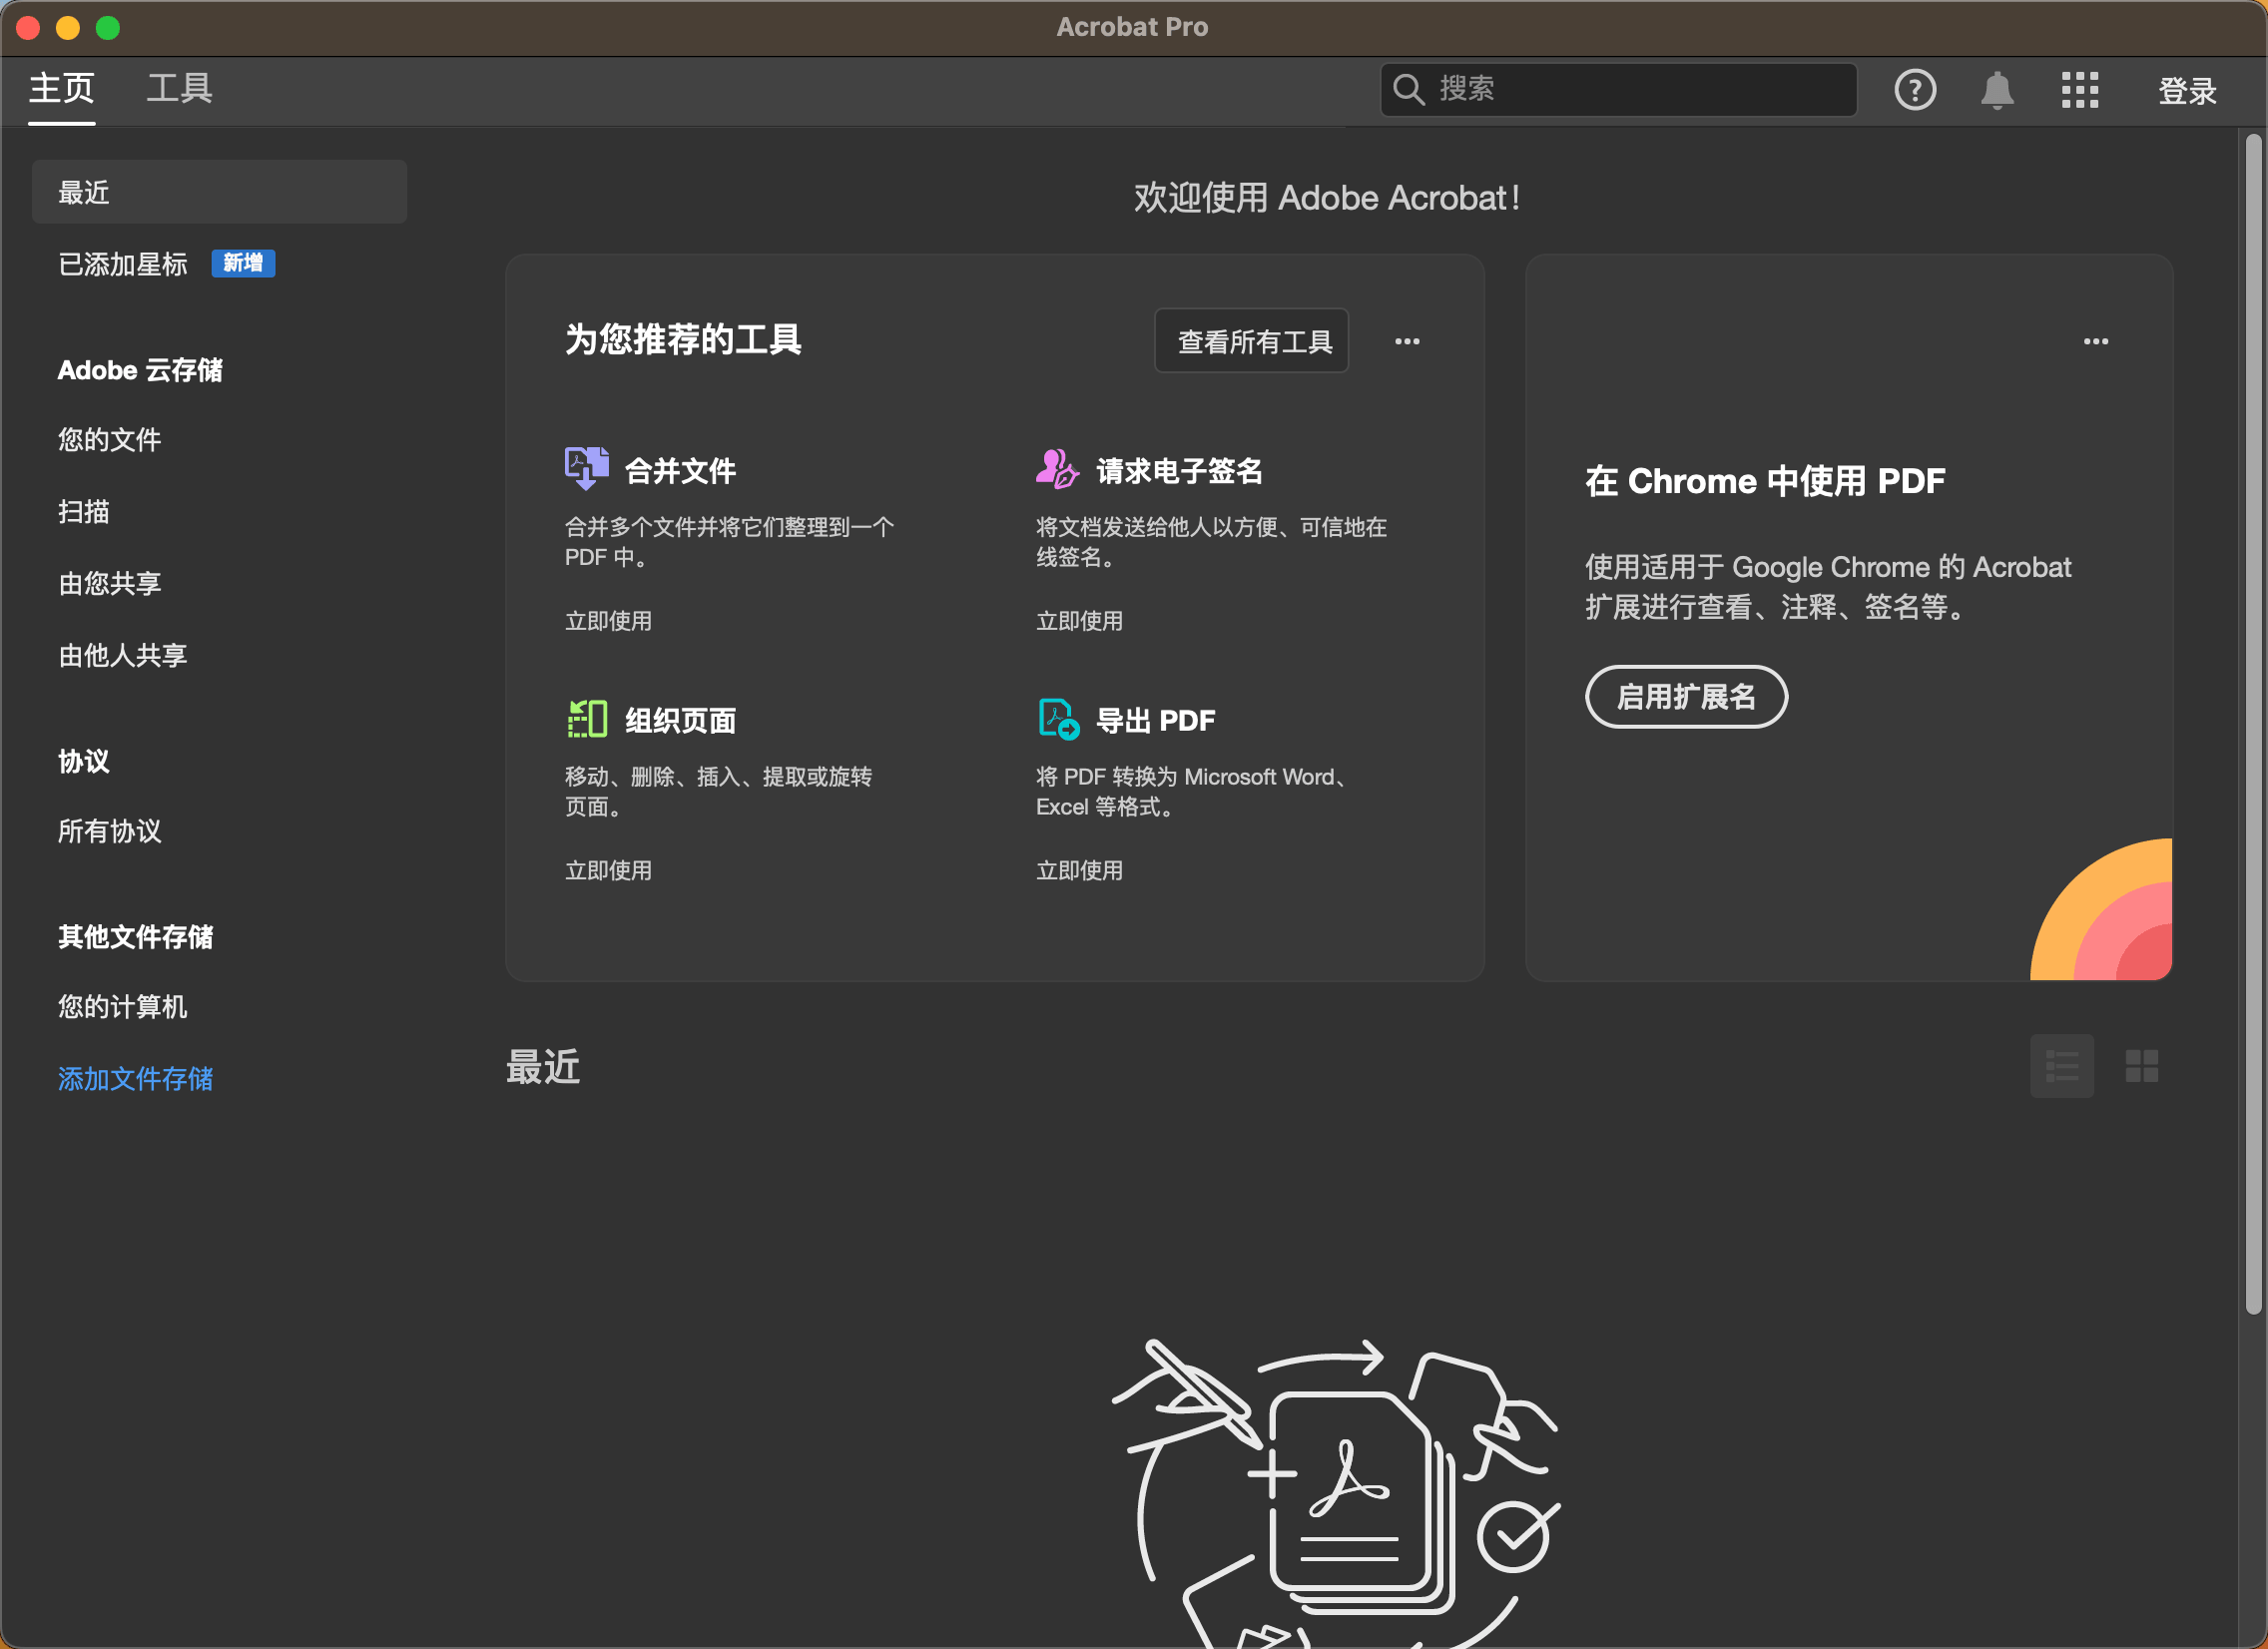 Acrobat Pro
主页
工具
搜索
登录
最近
已添加星标 新增
Adobe 云存储
您的文件
扫描
由您共享
由他人共享
协议
所有协议
其他文件存储
您的计算机
添加文件存储
欢迎使用 Adobe Acrobat！
为您推荐的工具
查看所有工具
合并文件
合并多个文件并将它们整理到一个
PDF 中。
立即使用
请求电子签名
将文档发送给他人以方便、可信地在
线签名。
立即使用
组织页面
移动、删除、插入、提取或旋转
页面。
立即使用
导出 PDF
将 PDF 转换为 Microsoft Word、
Excel 等格式。
立即使用
在 Chrome 中使用 PDF
使用适用于 Google Chrome 的 Acrobat
扩展进行查看、注释、签名等。
启用扩展名
最近